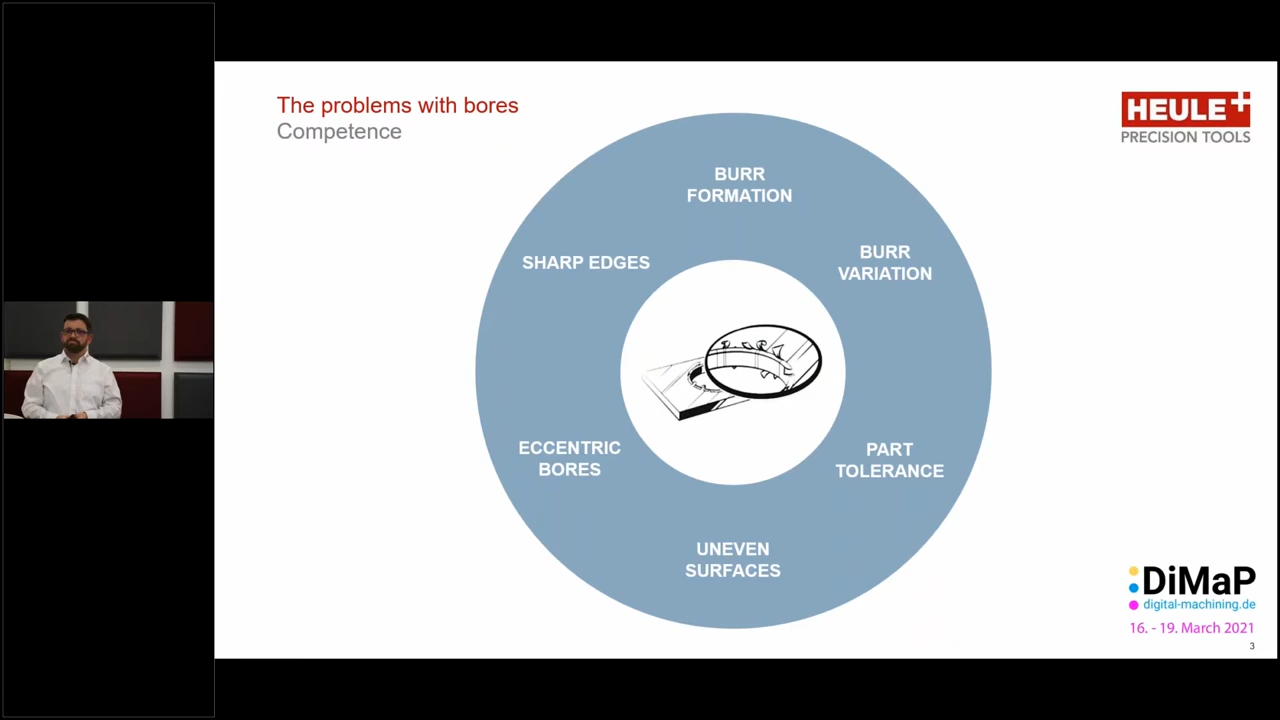 The problems with bores
Competence
HEULE
PRECISION TOOLS
BURR
FORMATION
BURR
VARIATION
SHARP EDGES
ECCENTRIC
BORES
PART
TOLERANCE
UNEVEN
SURFACES
DiMaP
digital-machining.de
16. - 19. March 2021
3